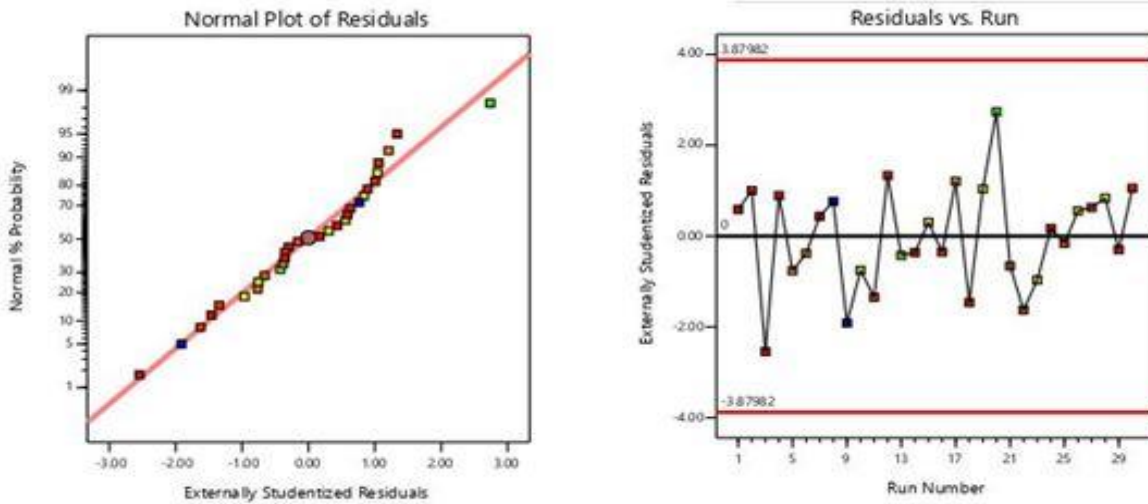 Normal Plot of Residuals
Normal % Probability
99
95
90
80
70
50
30
20
10
5
1
-3.00 -2.00 -1.00 0.00 1.00 2.00 3.00
Externally Studentized Residuals
Residuals vs. Run
Externally Studentized Residuals
4.00
3.87982
2.00
0.00
0
-2.00
-3.87982
-4.00
1 5 9 13 17 21 25 29
Run Number